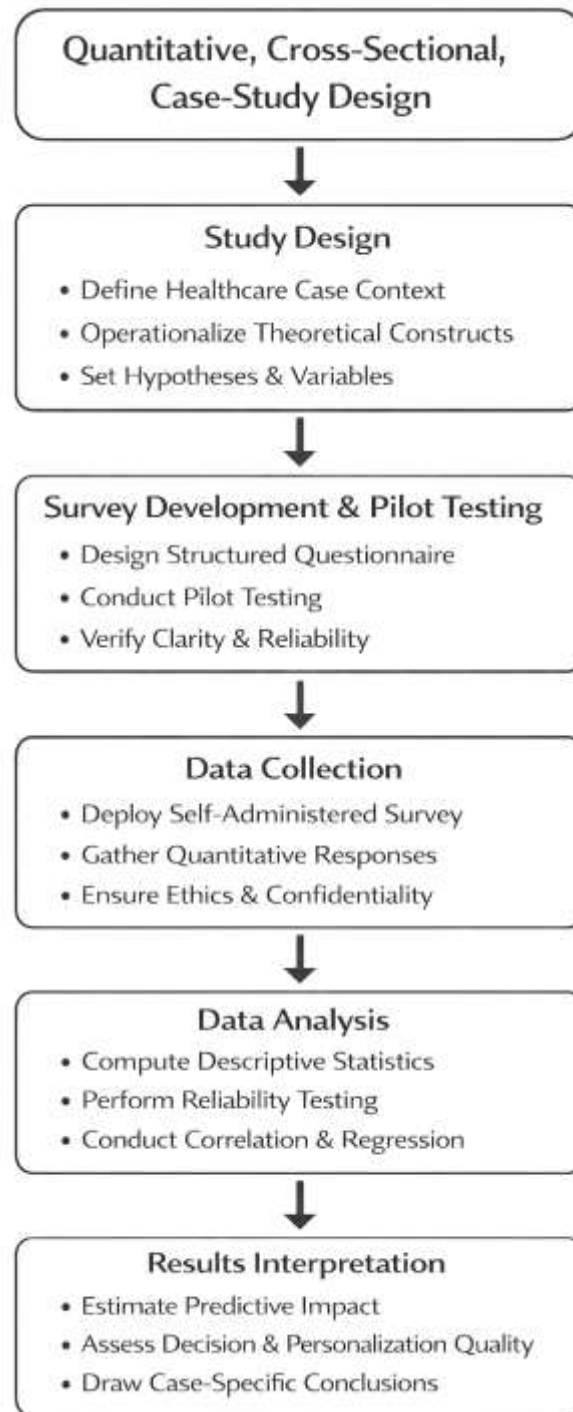 Quantitative, Cross-Sectional,
Case-Study Design
Study Design
• Define Healthcare Case Context
• Operationalize Theoretical Constructs
• Set Hypotheses & Variables
Survey Development & Pilot Testing
• Design Structured Questionnaire
• Conduct Pilot Testing
• Verify Clarity & Reliability
Data Collection
• Deploy Self-Administered Survey
• Gather Quantitative Responses
• Ensure Ethics & Confidentiality
Data Analysis
• Compute Descriptive Statistics
• Perform Reliability Testing
• Conduct Correlation & Regression
Results Interpretation
• Estimate Predictive Impact
• Assess Decision & Personalization Quality
• Draw Case-Specific Conclusions